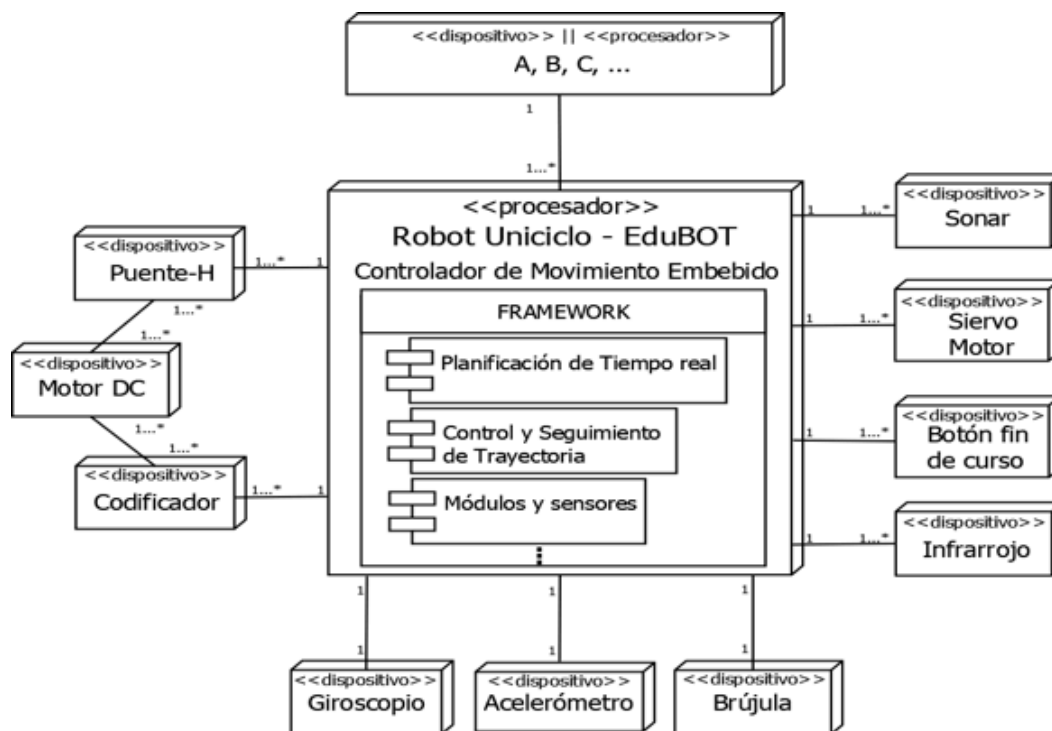 <<dispositivo>> || <<procesador>>
A, B, C, ...
1
1...*
<<procesador>>
Robot Uniciclo - EduBOT
Controlador de Movimiento Embebido
FRAMEWORK
Planificación de Tiempo real
Control y Seguimiento
de Trayectoria
Módulos y sensores
<<dispositivo>>
Puente-H
1...*
1
1...*
1...*
<<dispositivo>>
Motor DC
1...*
1...*
<<dispositivo>>
Codificador
1...*
1
1
1...*
<<dispositivo>>
Sonar
1
1...*
<<dispositivo>>
Siervo
Motor
1
1...*
<<dispositivo>>
Botón fin
de curso
1
1...*
<<dispositivo>>
Infrarrojo
1
1
<<dispositivo>>
Giroscopio
1
1
<<dispositivo>>
Acelerómetro
1
1
<<dispositivo>>
Brújula